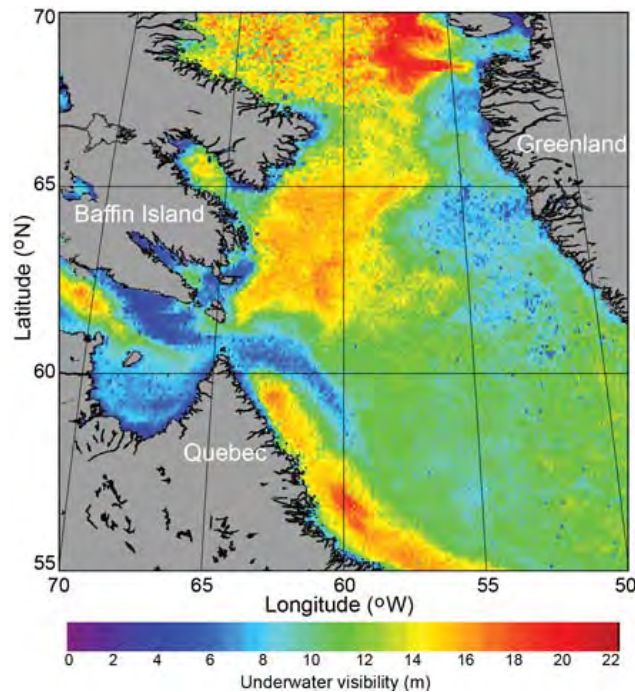 70
Greenland
65
Baffin Island
Latitude (°N)
60
Quebec
55
70 65 60 55 50
Longitude (°W)
0 2 4 6 8 10 12 14 16 18 20 22
Underwater visibility (m)